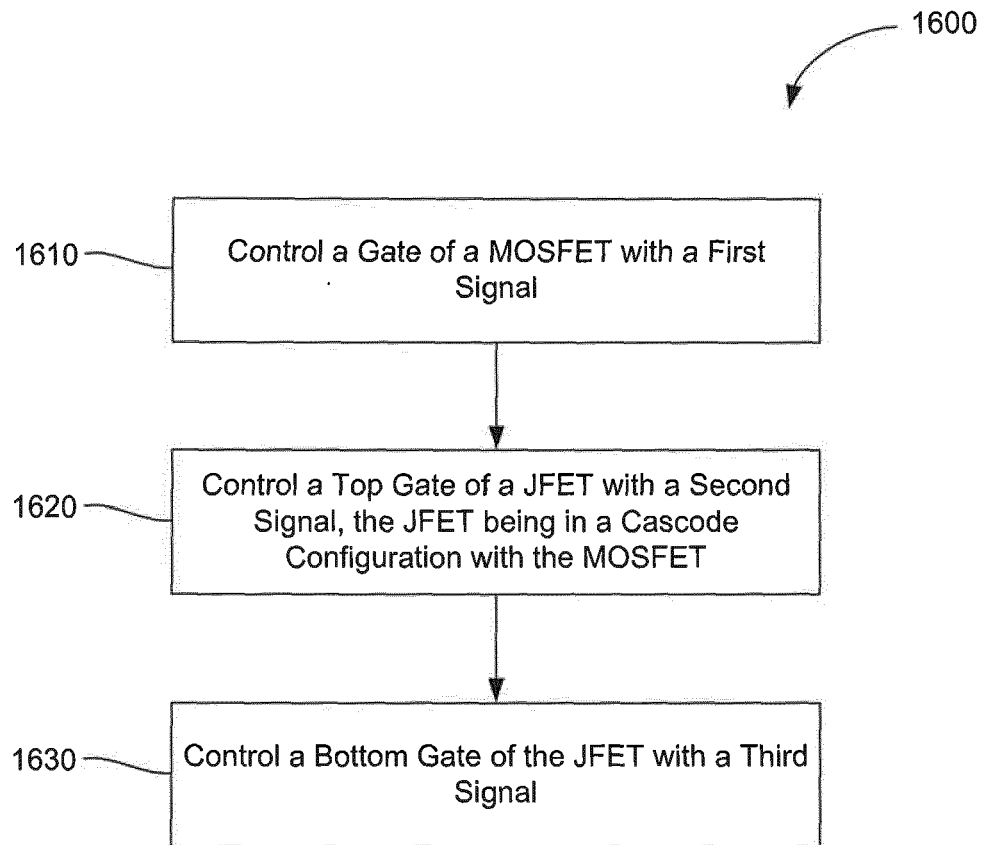 1600
1610
Control a Gate of a MOSFET with a First
Signal
1620
Control a Top Gate of a JFET with a Second
Signal, the JFET being in a Cascode
Configuration with the MOSFET
1630
Control a Bottom Gate of the JFET with a Third
Signal